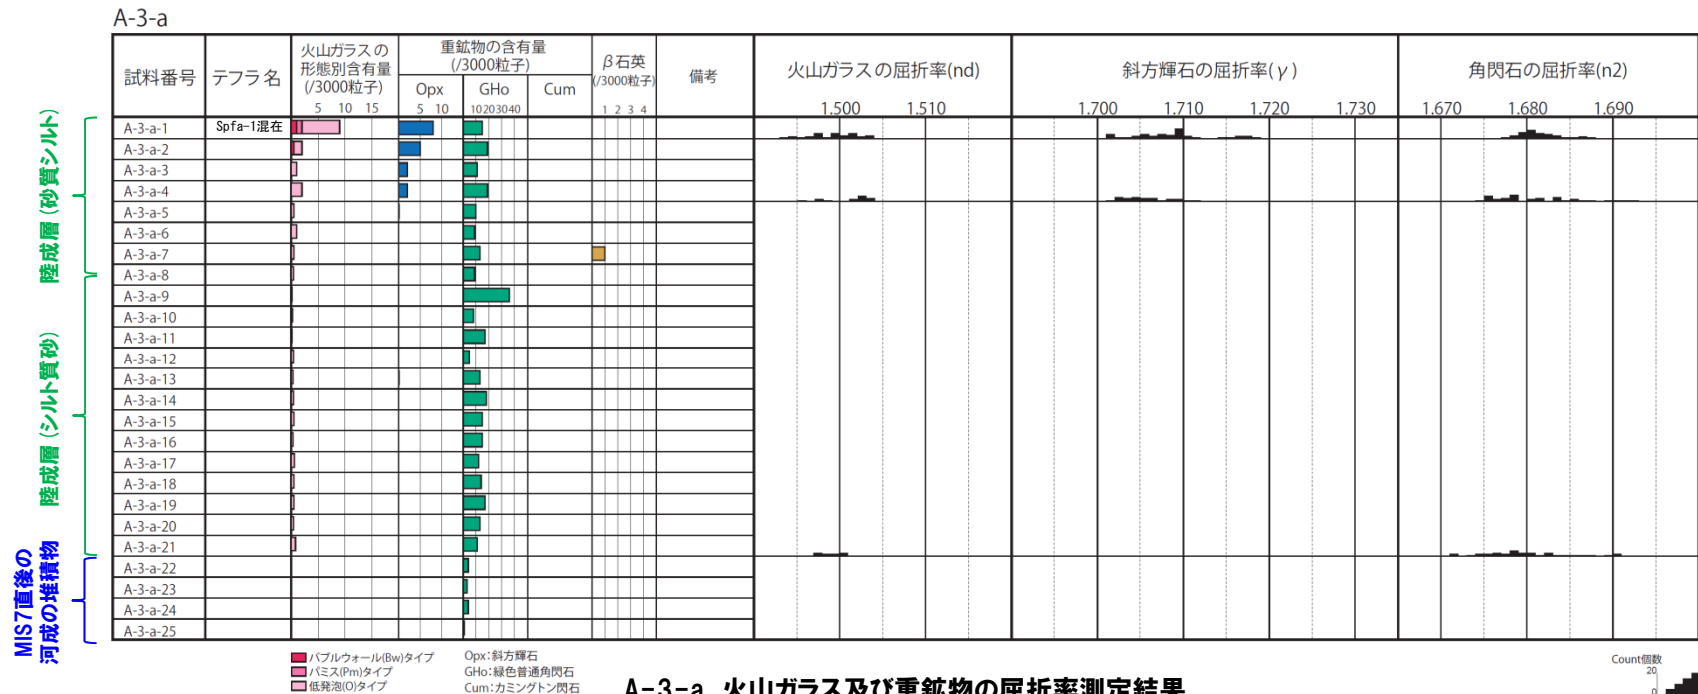 A-3-a
試料番号 テフラ名 火山ガラスの形態別含有量(/3000粒子) 重鉱物の含有量(/3000粒子) β石英(/3000粒子) 備考 火山ガラスの屈折率(nd) 斜方輝石の屈折率(γ) 角閃石の屈折率(n2)
Opx GHo Cum
5 10 15 5 10 10 20 30 40 1 2 3 4 1.500 1.510 1.700 1.710 1.720 1.730 1.670 1.680 1.690
A-3-a-1 Spfa-1混在
A-3-a-2
A-3-a-3
A-3-a-4
A-3-a-5
A-3-a-6
A-3-a-7
A-3-a-8
A-3-a-9
A-3-a-10
A-3-a-11
A-3-a-12
A-3-a-13
A-3-a-14
A-3-a-15
A-3-a-16
A-3-a-17
A-3-a-18
A-3-a-19
A-3-a-20
A-3-a-21
A-3-a-22
A-3-a-23
A-3-a-24
A-3-a-25
陸成層(砂質シルト)
陸成層(シルト質砂)
MIS7直後の
河成の堆積物
バブルウォール(Bw)タイプ Opx:斜方輝石
パミス(Pm)タイプ GHo:緑色普通角閃石
低発泡(O)タイプ Cum:カミングトン閃石
A-3-a 火山ガラス及び重鉱物の屈折率測定結果
Count個数
20
0